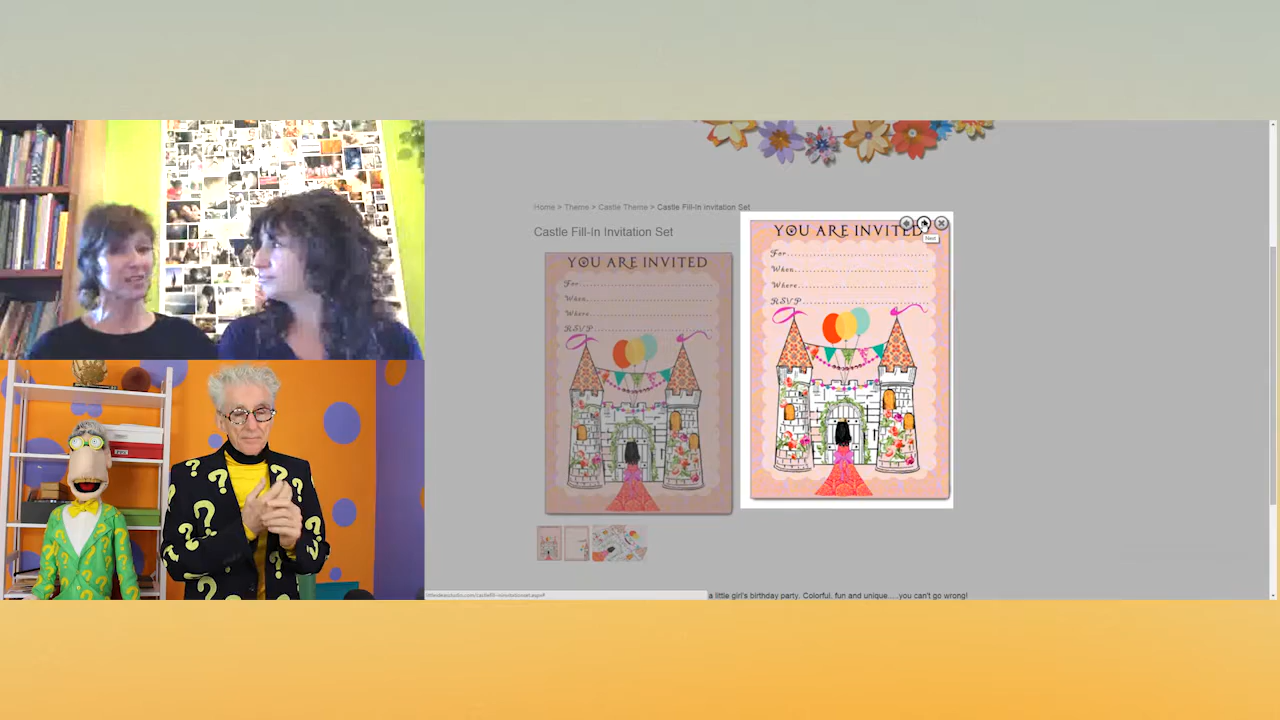 Home > Theme > Castle Theme > Castle Fill-In Invitation Set
Castle Fill-In Invitation Set
YOU ARE INVITED
For
When
Where
RSVP
YOU ARE INVITED
For
When
Where
RSVP
Next
a little girl's birthday party. Colorful, fun and unique.....you can't go wrong!